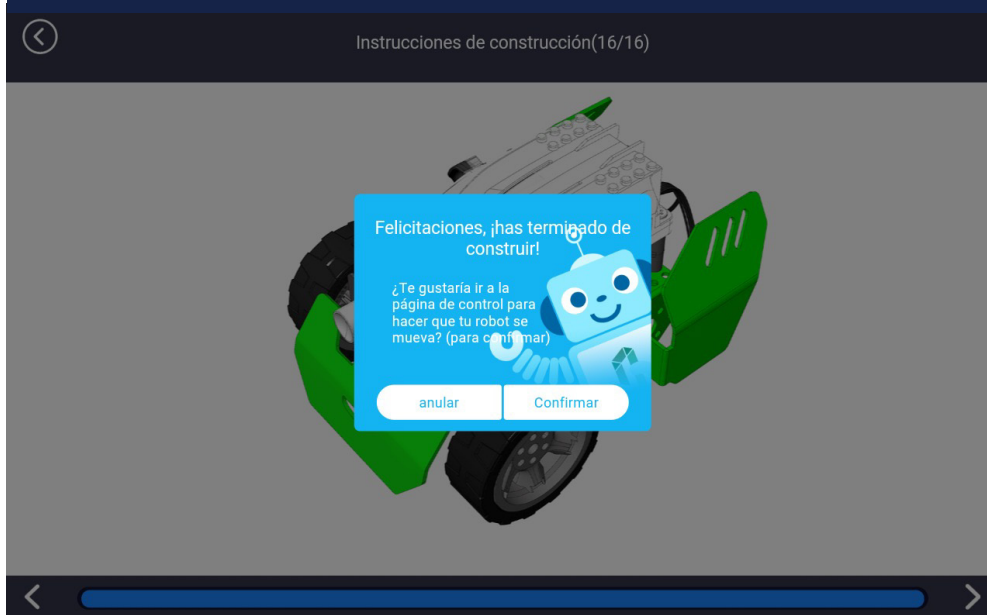 Instrucciones de construcción(16/16)
Felicitaciones, ¡has terminado de
construir!
¿Te gustaría ir a la
página de control para
hacer que tu robot se
mueva? (para confirmar)
anular
Confirmar